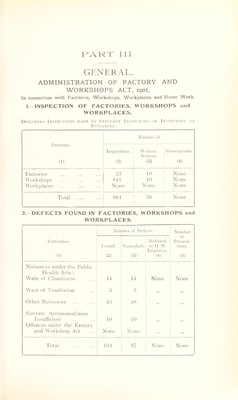 PART III.
GENERAL.
ADMINISTRATION OF FACTORY AND
WORKSHOPS ACT, 1901.
In connection with Factories, Workshops, Workplaces, and Home Work
1. INSPECTION OF FACTORIES, WORKSHOPS and
WORKPLACES.
Including Inspections made by Sanitary Inspectors or Inspectors of
Nuisances.
Premises. Number of
Inspections. Written Notices. Prosecutions
(1) (2) (3) (4)
Factories 23 10 None
Workshops 841 40 None
Workplaces None None None
Total 864 50 None
2.—DEFECTS FOUND IN FACTORIES, WORKSHOPS and
WORKPLACES.
Particulars. Number of Defects. Number of Prosecutions
Found. Remedied. Referred to H. M. Inspector.
(1) (2) (3) (4) (5)
Nuisances under the Public
Health Acts:
Want of Cleanliness 44 44 None None
Want of Ventilation 5 5 ,, ,,
Other Nuisances 45 38 ,, ,,
Sanitary Accommodation
Insufficient 10 10 ,, ,,
Offences under the Factory
and Workshop Act None None ,, ,,
Total 104 97 None None